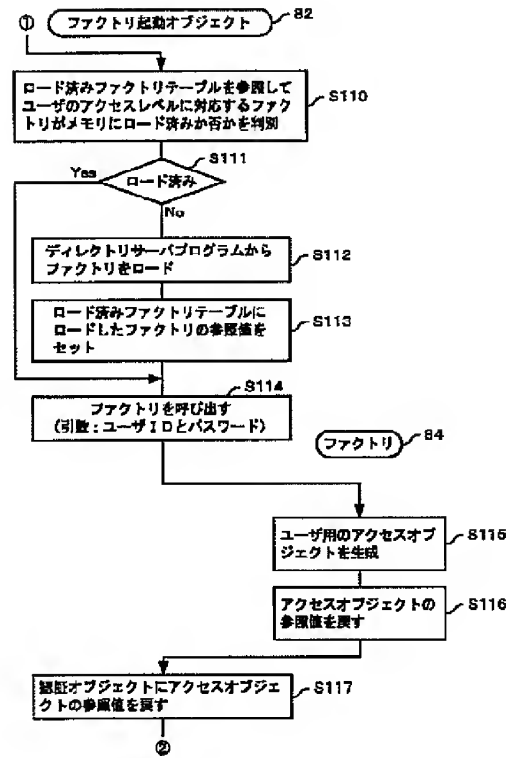 ①
ファクトリ起動オブジェクト
82
ロード済みファクトリテーブルを参照して
ユーザのアクセスレベルに対応するファク
トリがメモリにロード済みか否かを判別
S110
S111
Yes
ロード済み
No
ディレクトリサーバプログラムから
ファクトリをロード
S112
ロード済みファクトリテーブルに
ロードしたファクトリの参照値を
セット
S113
S114
ファクトリを呼び出す
(引数:ユーザIDとパスワード)
ファクトリ
84
ユーザ用のアクセスオブ
ジェクトを生成
S115
アクセスオブジェクトの
参照値を戻す
S116
認証オブジェクトにアクセスオブジェ
クトの参照値を戻す
S117
②